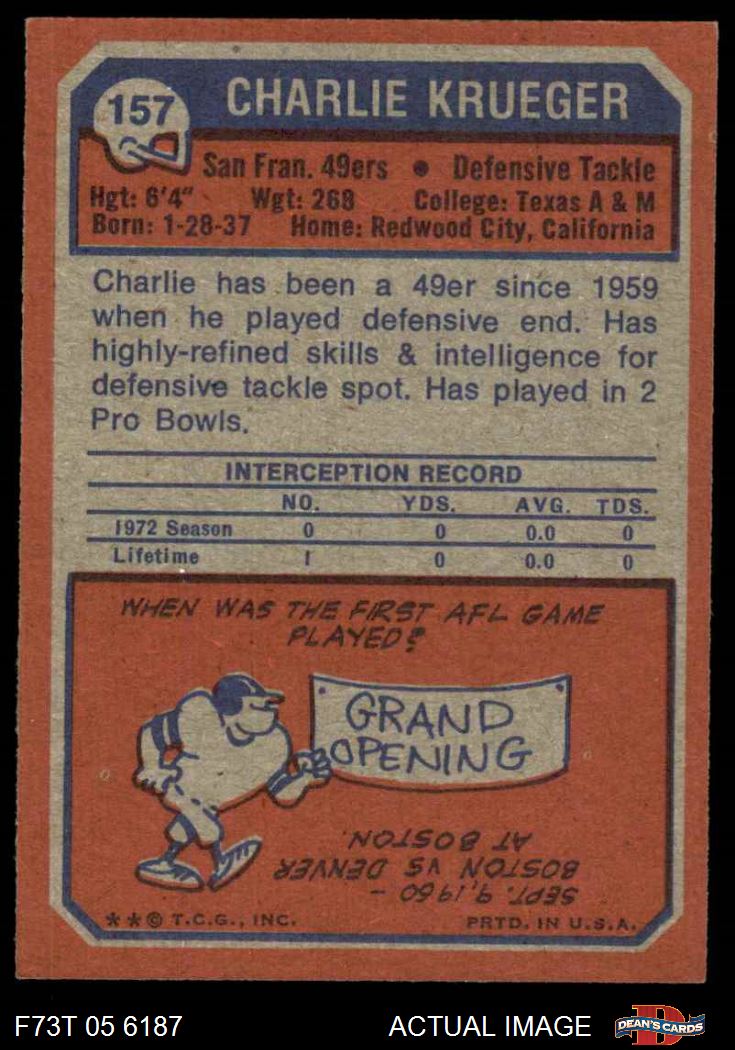 157
CHARLIE KRUEGER
San Fran. 49ers • Defensive Tackle
Hgt: 6'4" Wgt: 268 College: Texas A & M
Born: 1-28-37 Home: Redwood City, California
Charlie has been a 49er since 1959
when he played defensive end. Has
highly-refined skills & intelligence for
defensive tackle spot. Has played in 2
Pro Bowls.
INTERCEPTION RECORD
NO. YDS. AVG. TDS.
1972 Season 0 0 0.0 0
Lifetime 1 0 0.0 0
WHEN WAS THE FIRST AFL GAME
PLAYED?
GRAND
OPENING
SEPT. 9, 1960 -
BOSTON VS DENVER
AT BOSTON.
**© T.C.G., INC. PRTD. IN U.S.A.
F73T 05 6187 ACTUAL IMAGE
D
DEAN'S CARDS